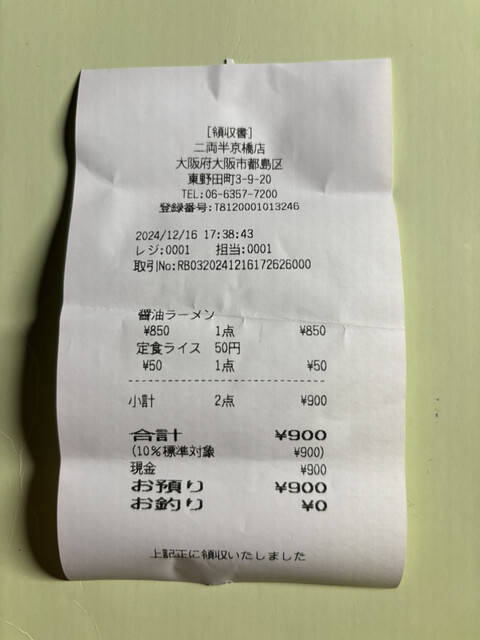 [領収書]
二両半京橋店
大阪府大阪市都島区
東野田町3-9-20
TEL:06-6357-7200
登録番号:T8120001013246
2024/12/16 17:38:43
レジ:0001 担当:0001
取引No:RB0320241216172626000
醤油ラーメン
¥850 1点 ¥850
定食ライス 50円
¥50 1点 ¥50
小計 2点 ¥900
合計 ¥900
(10%標準対象 ¥900)
現金 ¥900
お預り ¥900
お釣り ¥0
上記正に領収いたしました